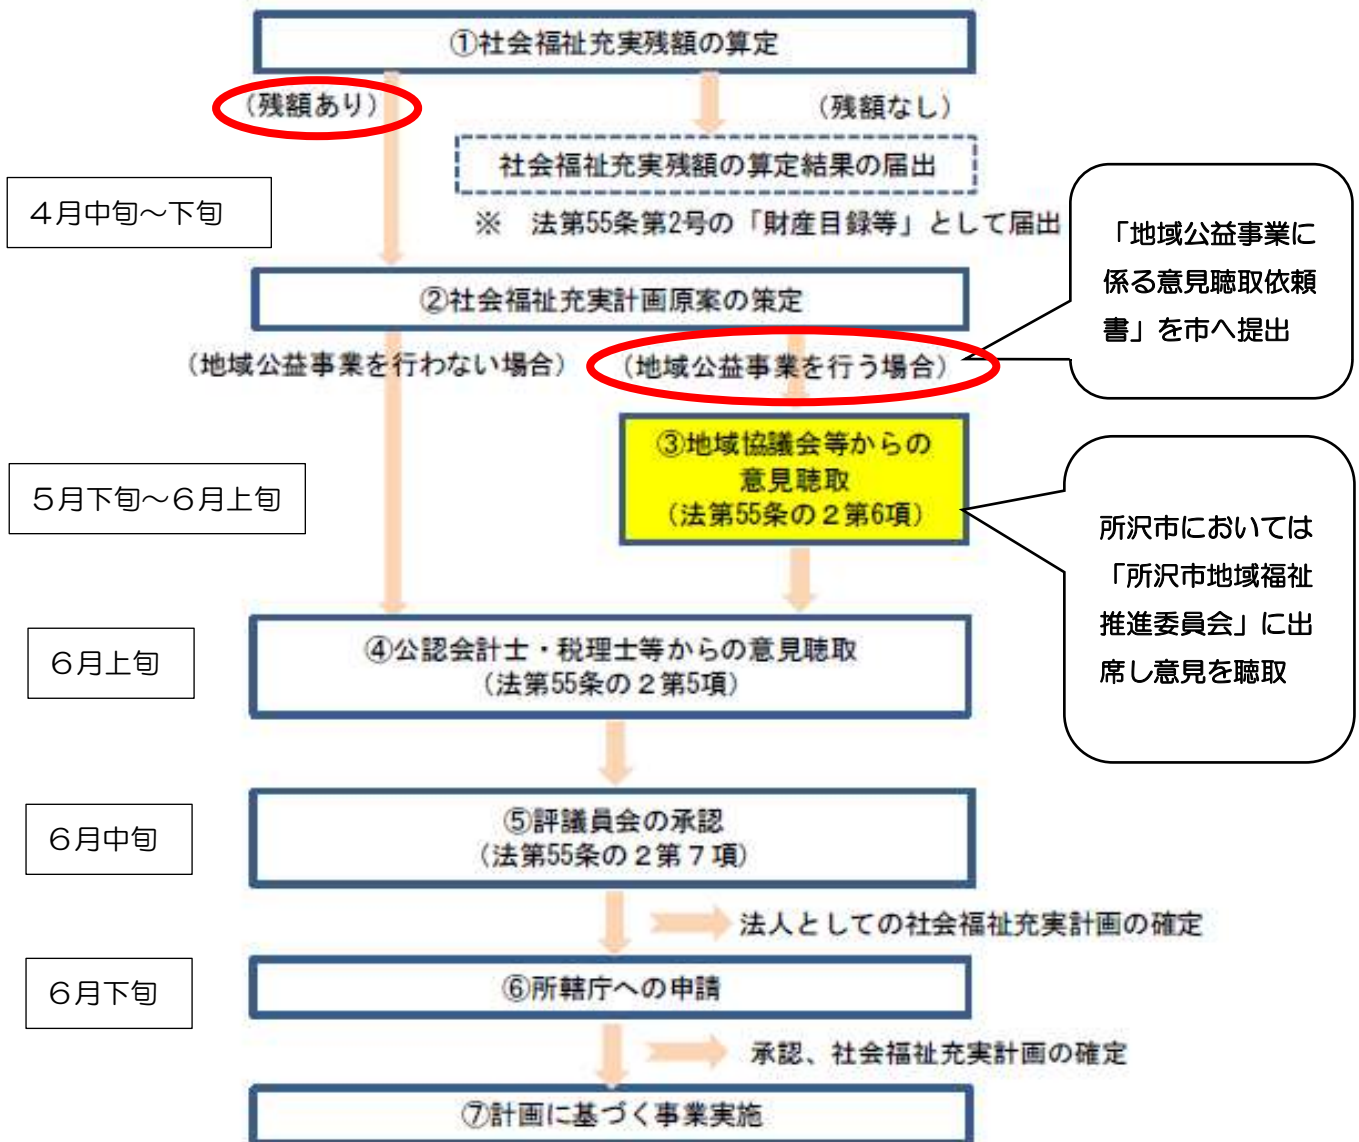 ①社会福祉充実残額の算定
（残額あり）
（残額なし）
社会福祉充実残額の算定結果の届出
４月中旬～下旬
※　法第55条第2号の「財産目録等」として届出
「地域公益事業に
係る意見聴取依頼
書」を市へ提出
②社会福祉充実計画原案の策定
（地域公益事業を行わない場合）
（地域公益事業を行う場合）
③地域協議会等からの
意見聴取
（法第55条の２第6項）
５月下旬～６月上旬
所沢市においては
「所沢市地域福祉
推進委員会」に出
席し意見を聴取
６月上旬
④公認会計士・税理士等からの意見聴取
（法第55条の２第5項）
６月中旬
⑤評議員会の承認
（法第55条の２第７項）
法人としての社会福祉充実計画の確定
６月下旬
⑥所轄庁への申請
承認、社会福祉充実計画の確定
⑦計画に基づく事業実施